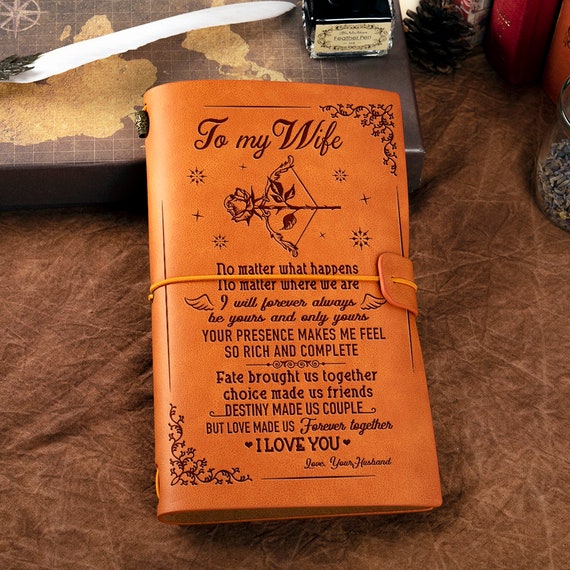 Feather Pen
To my Wife
No matter what happens
No matter where we are
I will forever always
be yours and only yours
YOUR PRESENCE MAKES ME FEEL
SO RICH AND COMPLETE
Fate brought us together
choice made us friends
DESTINY MADE US COUPLE
BUT LOVE MADE US Forever together
I LOVE YOU
Love, Your Husband